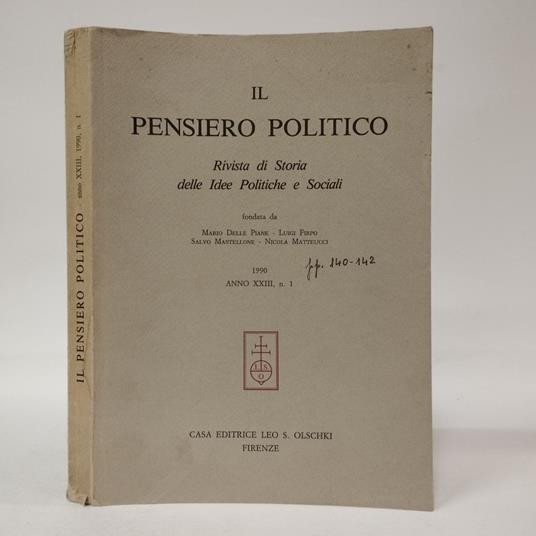 IL PENSIERO POLITICO - anno XXIII, 1990, n. 1
IL
PENSIERO POLITICO
Rivista di Storia
delle Idee Politiche e Sociali
fondata da
MARIO DELLE PIANE - LUIGI FIRPO
SALVO MASTELLONE - NICOLA MATTEUCCI
pp. 140-142
1990
ANNO XXIII, n. 1
L S
O
CASA EDITRICE LEO S. OLSCHKI
FIRENZE